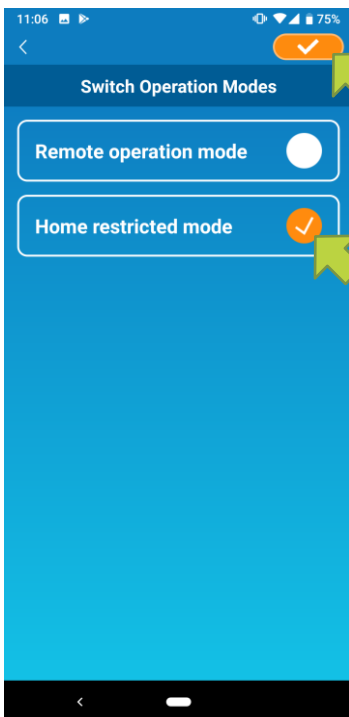 11:06
75%
Switch Operation Modes
Remote operation mode
Home restricted mode